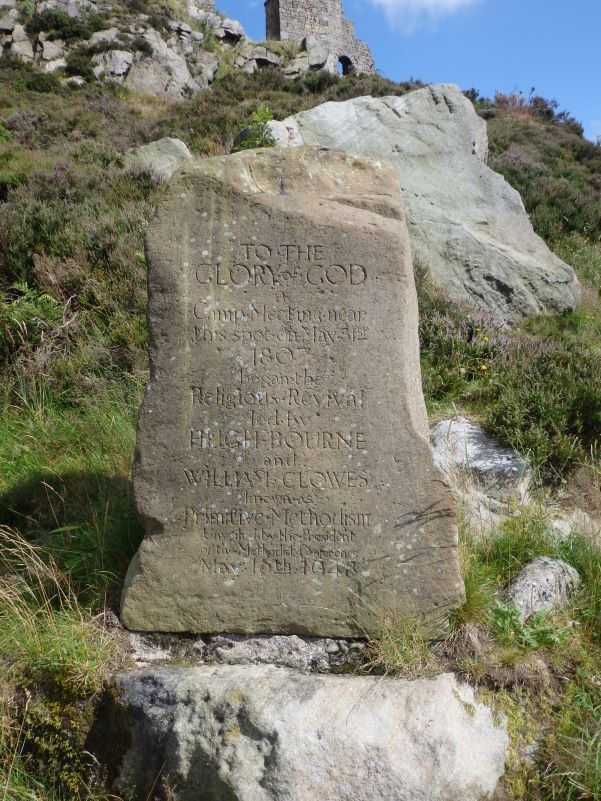 TO·THE
GLORY of GOD
a
Camp·Meeting·near
this·spot·on·May·31st
1807
began·the
Religious·Revival
led·by
HUGH·BOURNE
and
WILLIAM·CLOWES
known·as
Primitive·Methodism
Unveiled·by·the·President
of·the·Methodist·Conference
May·16th·1948